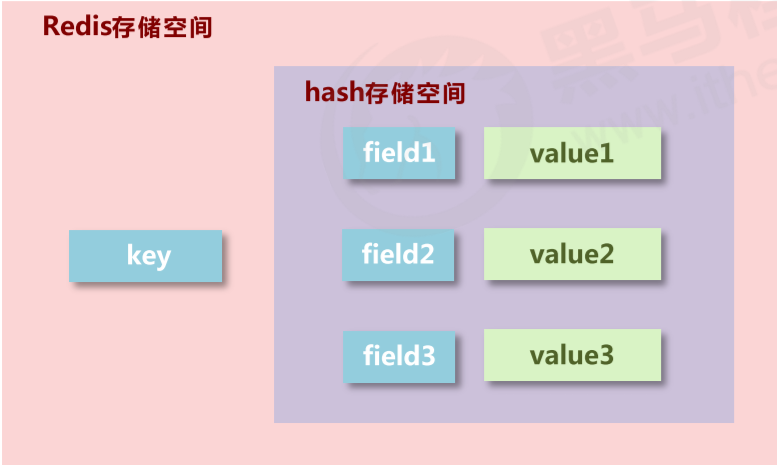 Redis存储空间
hash存储空间
field1 value1
key
field2 value2
field3 value3